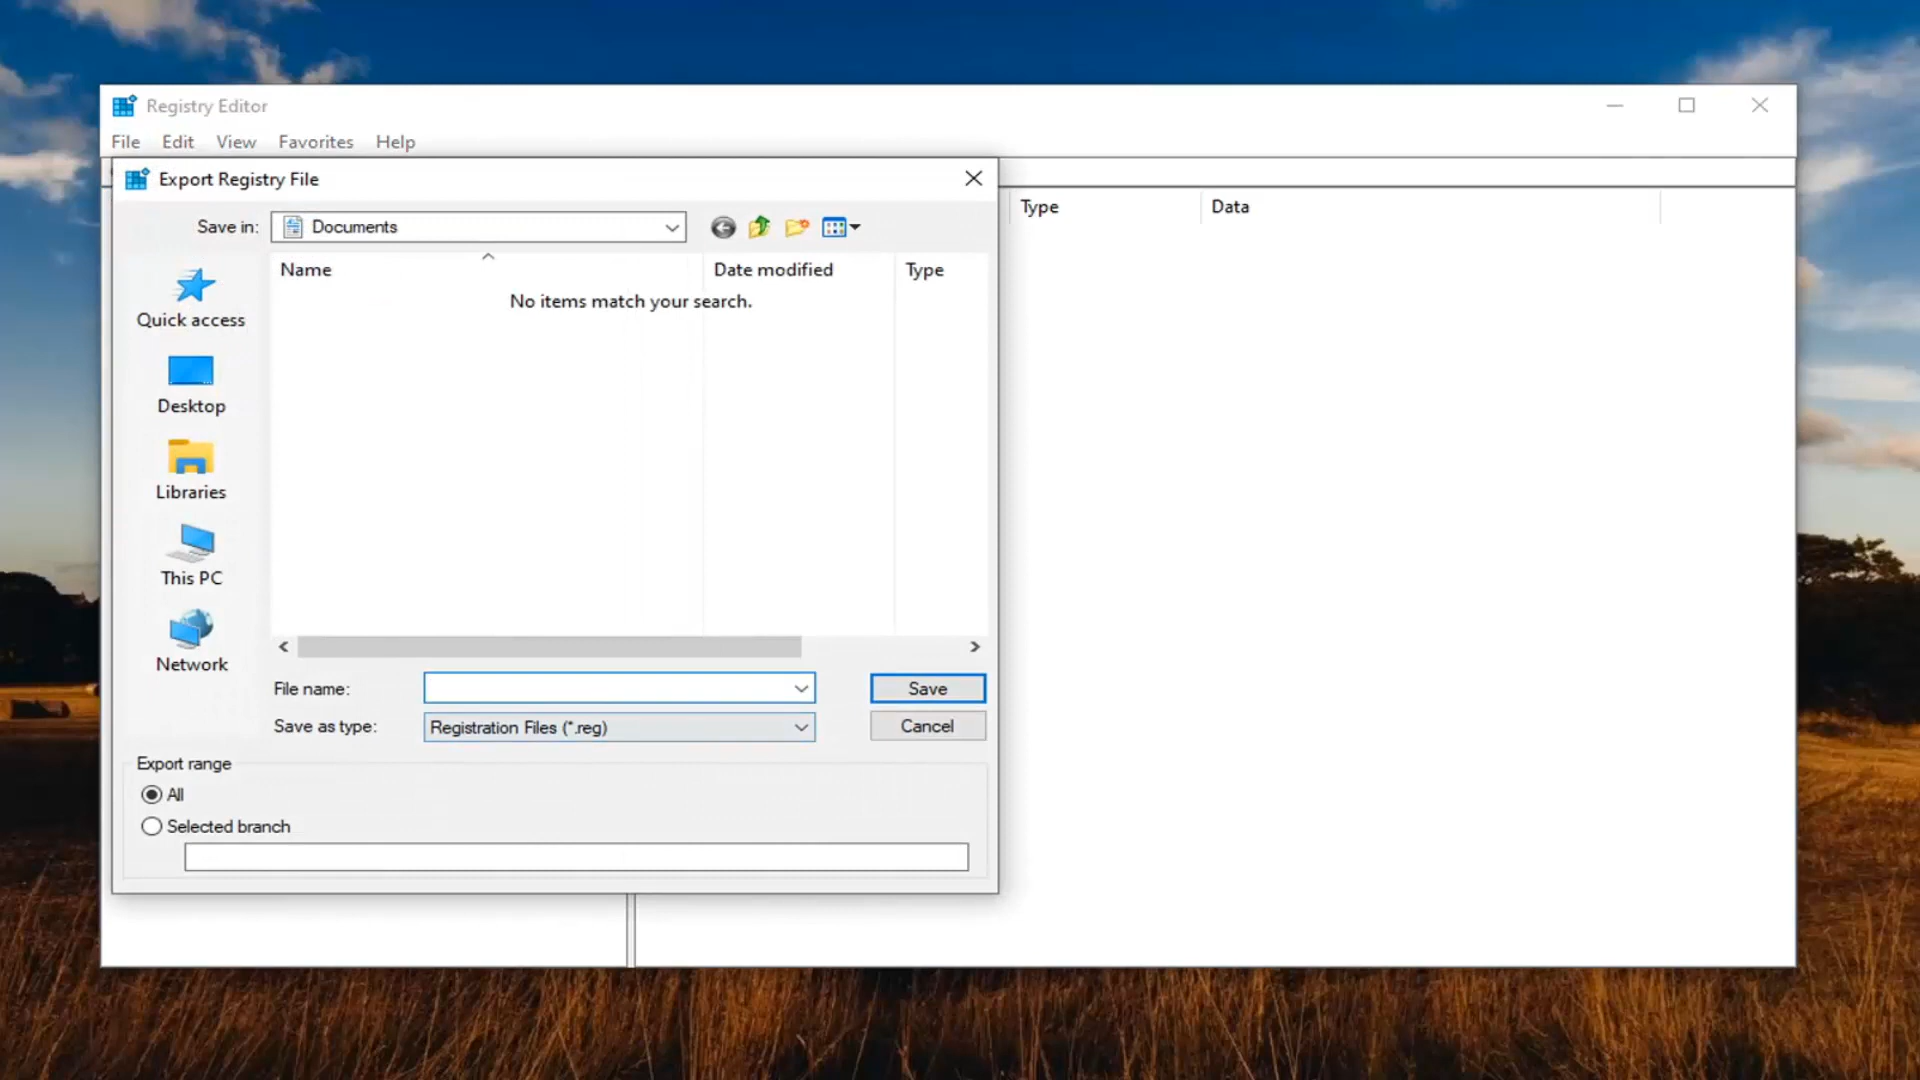 Registry Editor
File Edit View Favorites Help
Export Registry File
Type Data
Save in: Documents
Name Date modified Type
No items match your search.
Quick access
Desktop
Libraries
This PC
Network
File name: Save
Save as type: Registration Files (*.reg) Cancel
Export range
All
Selected branch